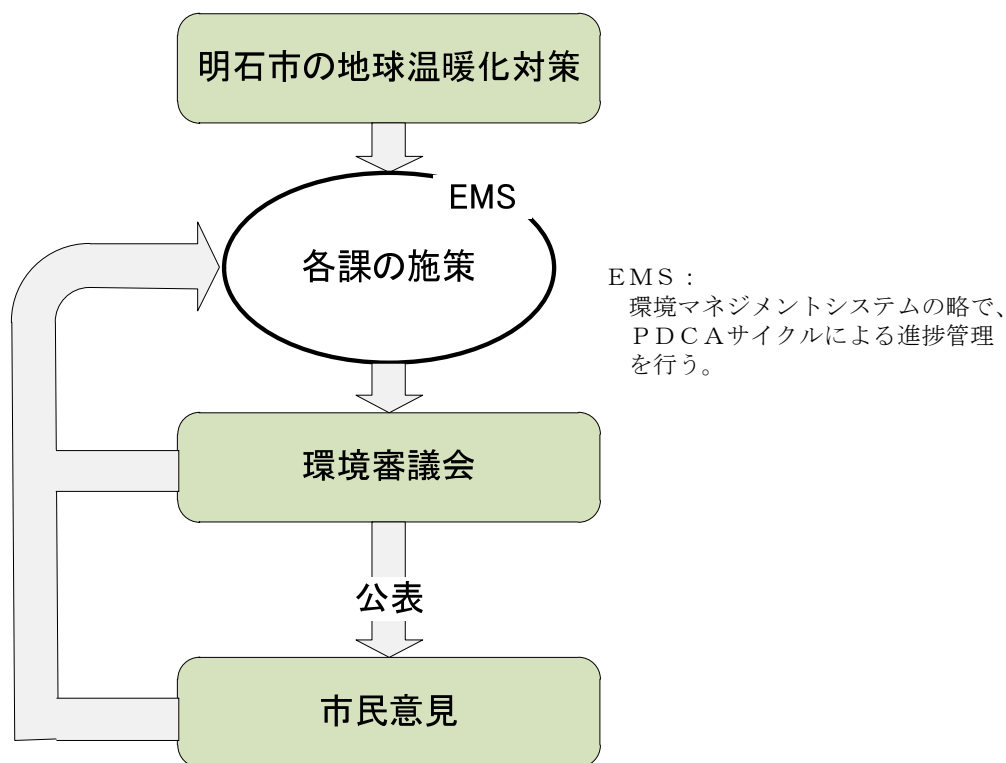 明石市の地球温暖化対策
EMS
各課の施策
ＥＭＳ：
環境マネジメントシステムの略で、
ＰＤＣＡサイクルによる進捗管理
を行う。
環境審議会
公表
市民意見